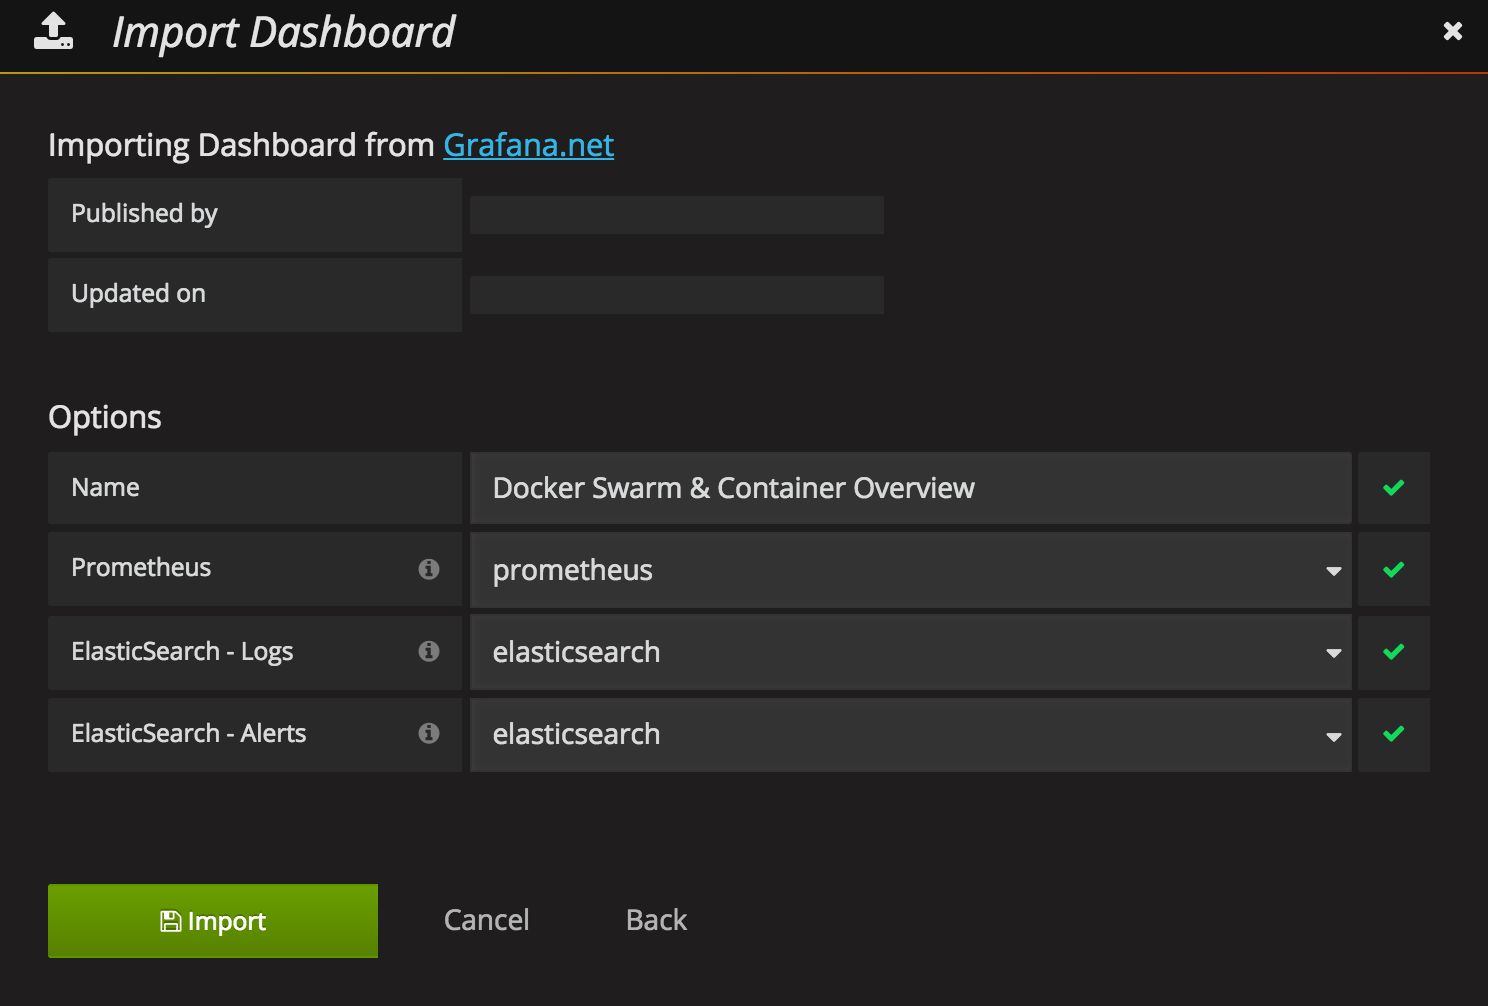 Import Dashboard
Importing Dashboard from Grafana.net
Published by
Updated on
Options
Name Docker Swarm & Container Overview
Prometheus prometheus
ElasticSearch - Logs elasticsearch
ElasticSearch - Alerts elasticsearch
Import Cancel Back